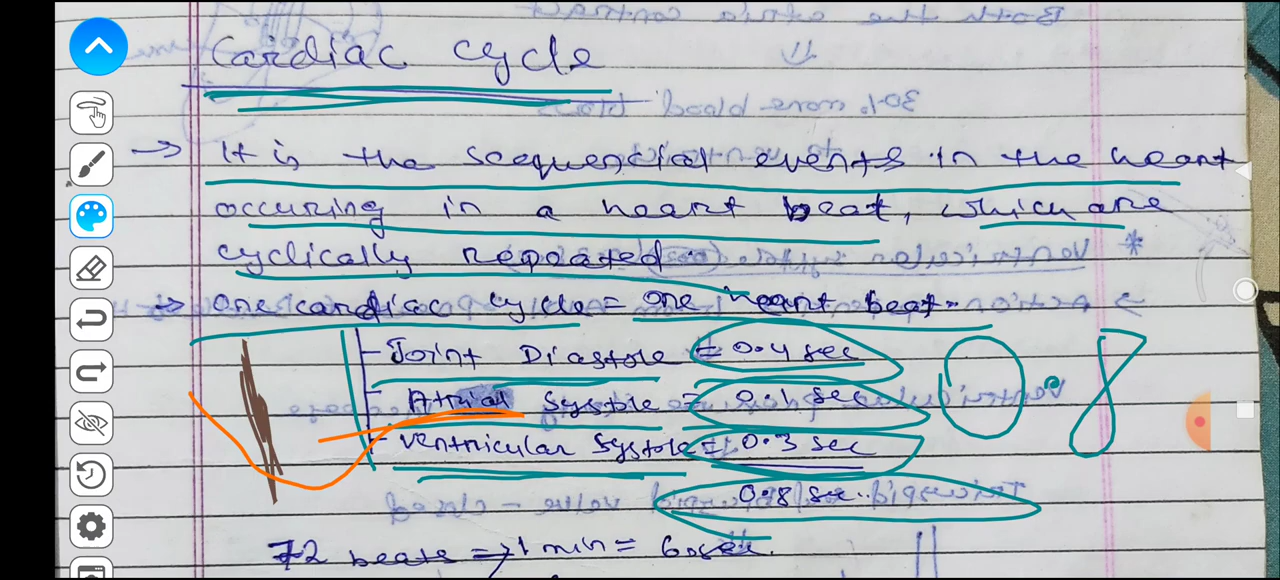 Cardiac cycle
→ It is the sequencial events in the heart
occuring in a heart beat, which are
cyclically repeated
→ one cardiac cycle = one heart beat.
Joint Diastole = 0.4 sec
Atrial Systole = 0.1 sec
ventricular Systole = 0.3 sec
0.8 sec.
0.8
72 beats → 1 min = 60 sec.